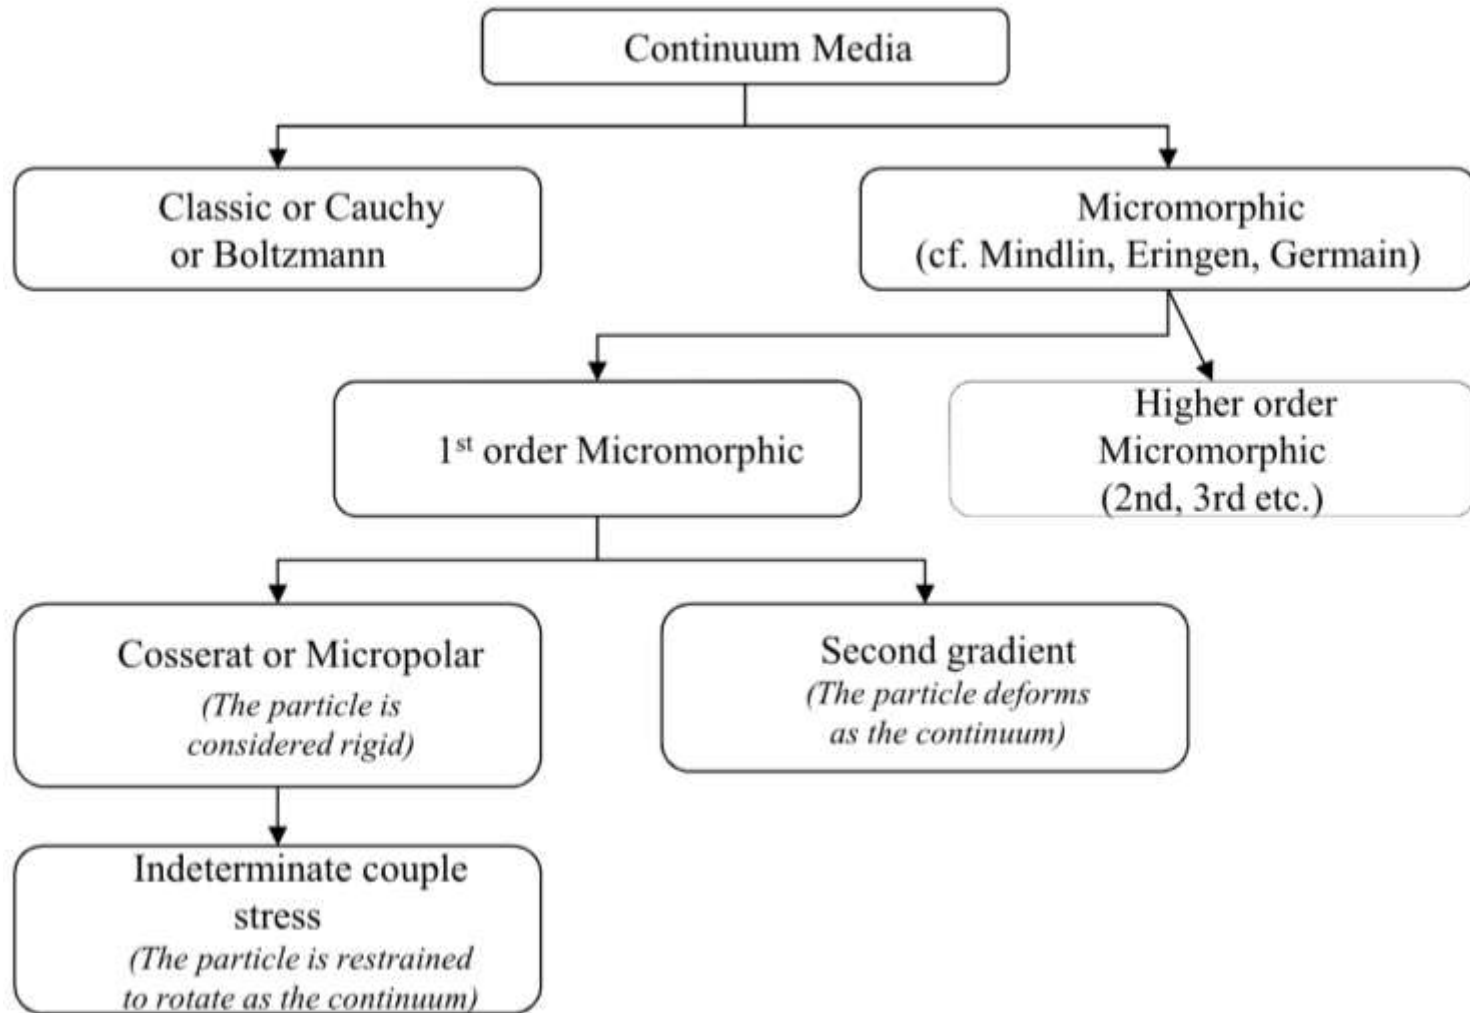 Continuum Media
Classic or Cauchy
or Boltzmann
Micromorphic
(cf. Mindlin, Eringen, Germain)
1st order Micromorphic
Higher order
Micromorphic
(2nd, 3rd etc.)
Cosserat or Micropolar
(The particle is
considered rigid)
Second gradient
(The particle deforms
as the continuum)
Indeterminate couple
stress
(The particle is restrained
to rotate as the continuum)